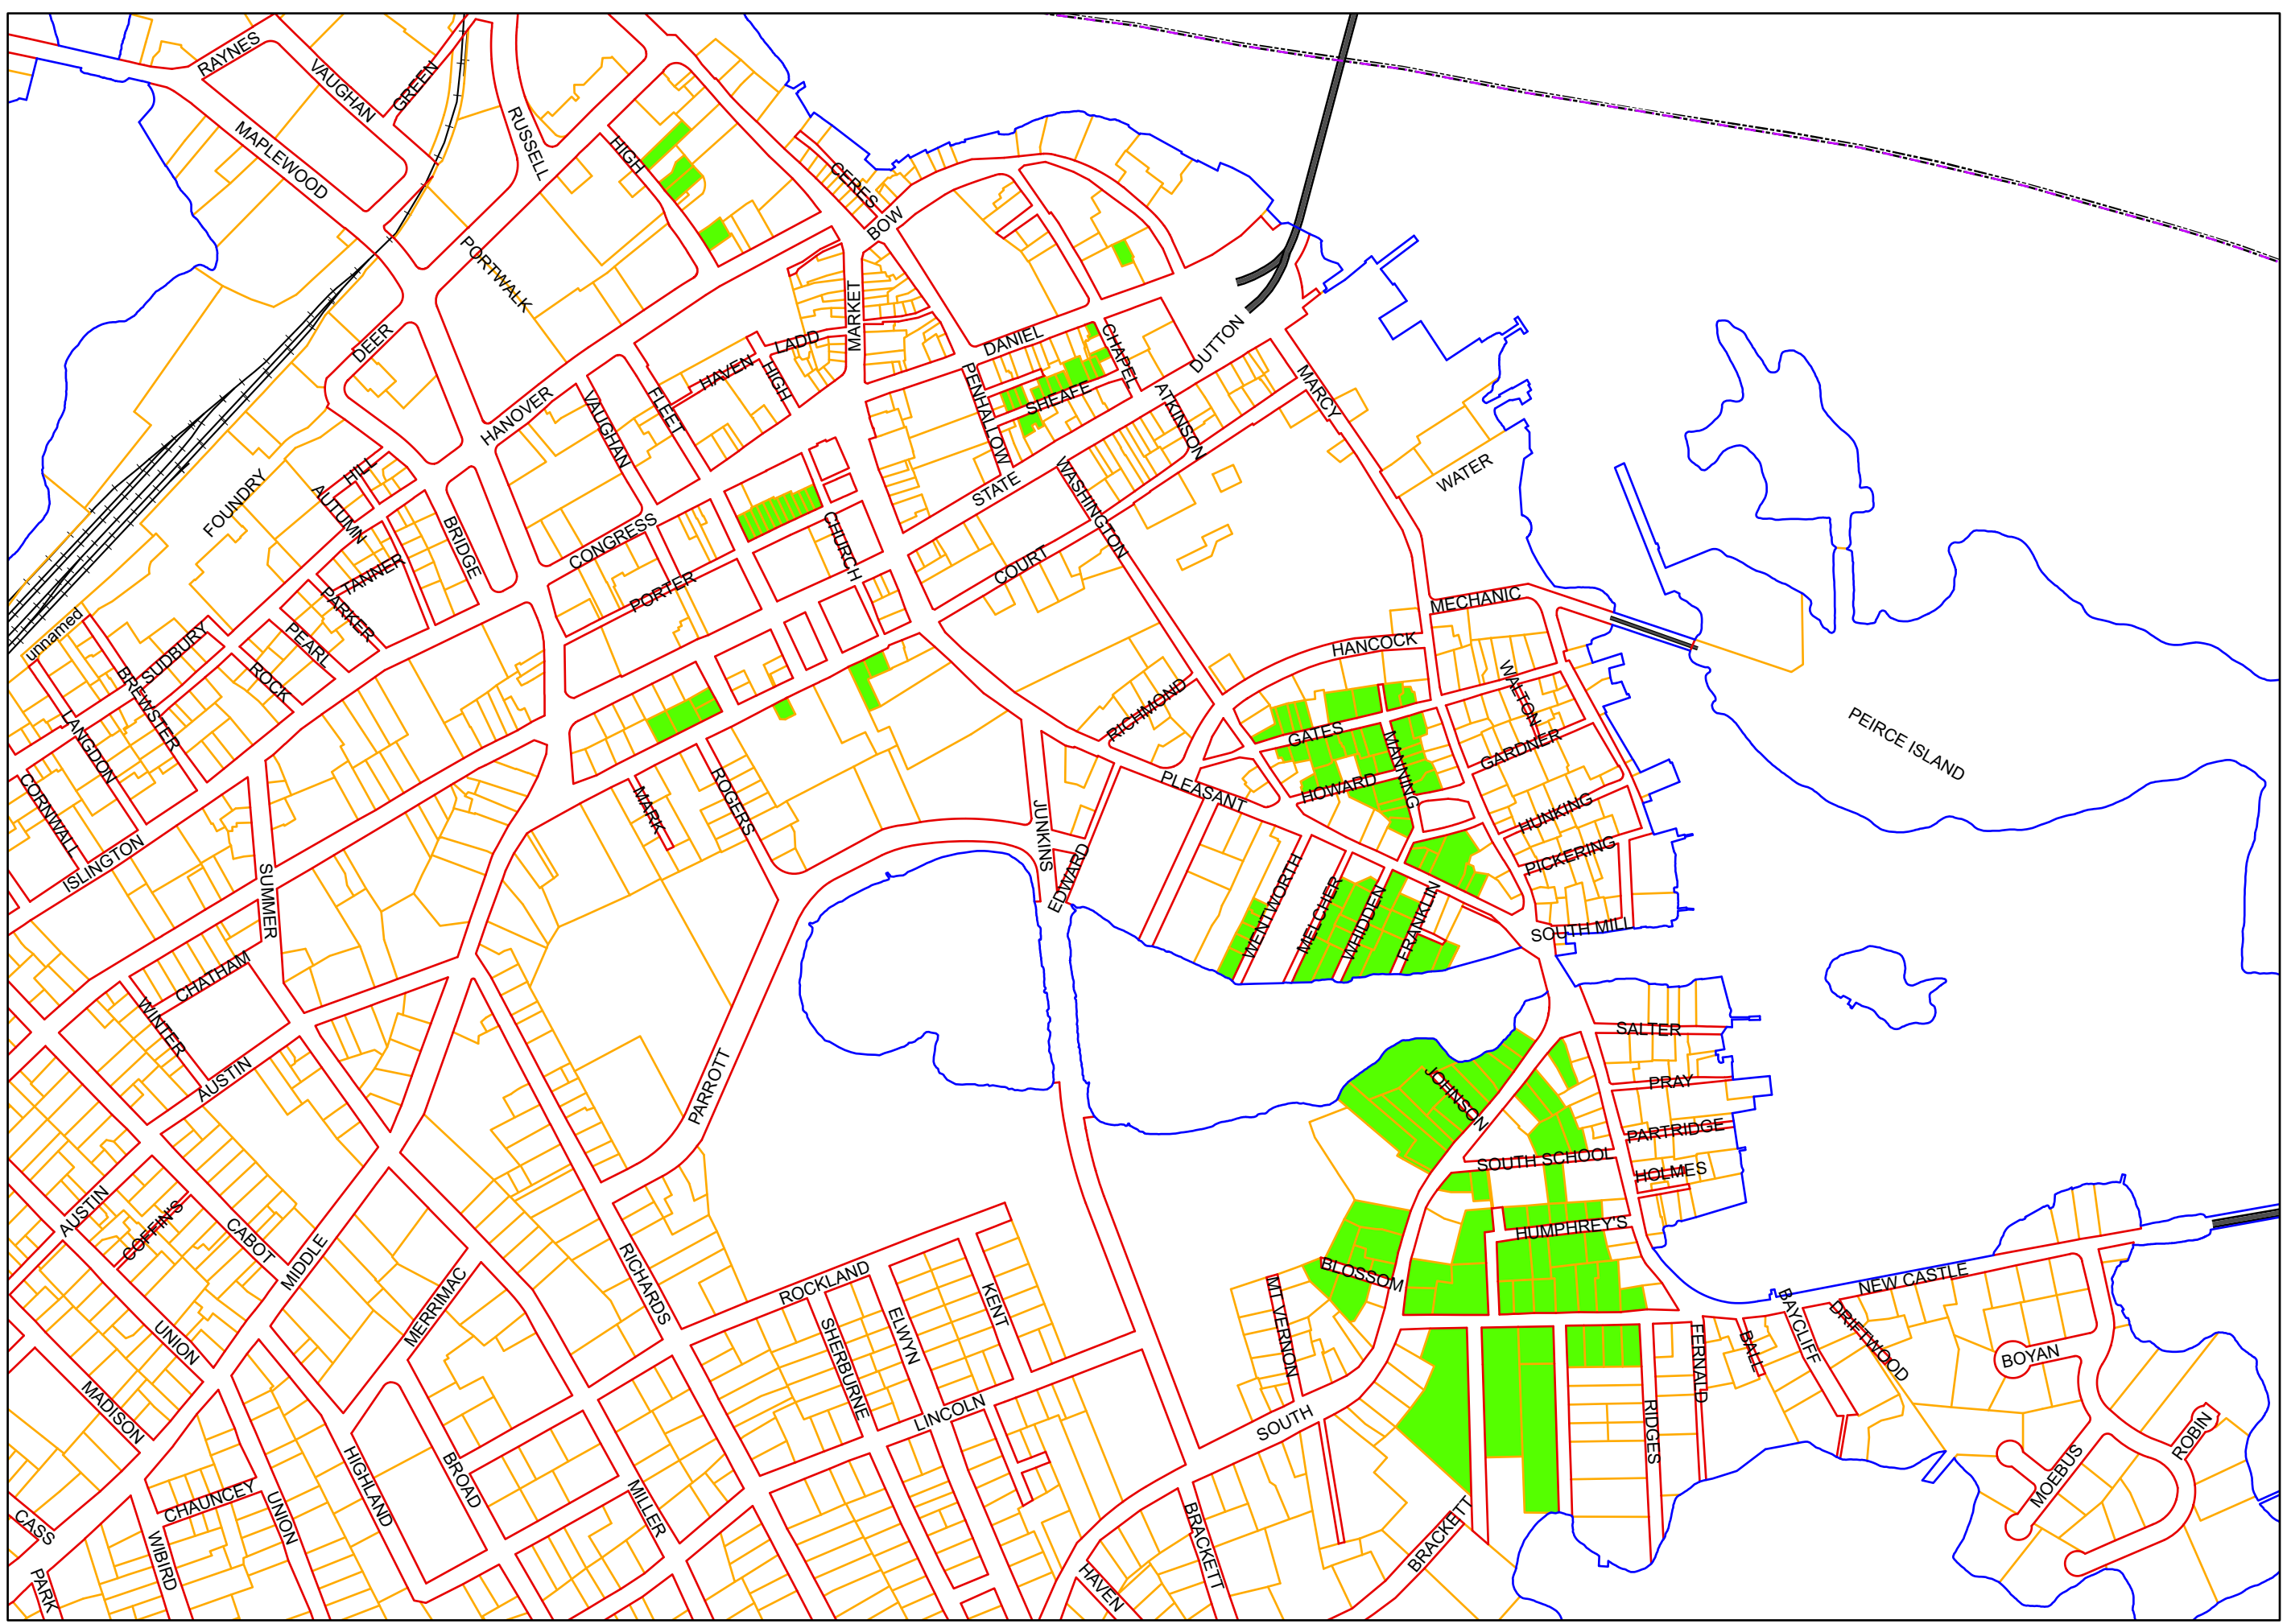 RAYNES
VAUGHAN
GREEN
MAPLEWOOD
RUSSELL
HIGH
CERES
BOW
PORTWALK
DEER
MARKET
LADD
HAVEN
HIGH
DANIEL
CHAPEL
DUTTON
PENHALLOW
SHEAFE
ATKINSON
MARCY
HANOVER
VAUGHAN
FLEET
WATER
HILL
AUTUMN
FOUNDRY
BRIDGE
STATE
WASHINGTON
CONGRESS
CHURCH
COURT
TANNER
PARKER
PORTER
MECHANIC
unnamed
SUDBURY
PEARL
ROCK
BREWSTER
LANGDON
HANCOCK
WALTON
RICHMOND
GATES
MANNING
GARDNER
PEIRCE ISLAND
CORNWALL
ISLINGTON
MARK
ROGERS
PLEASANT
HOWARD
HUNKING
JUNKINS
EDWARD
PICKERING
SUMMER
WENTWORTH
MELCHER
WHIDDEN
FRANKLIN
SOUTH MILL
CHATHAM
WINTER
AUSTIN
PARROTT
SALTER
JOHNSON
PRAY
PARTRIDGE
SOUTH SCHOOL
HOLMES
AUSTIN
COFFIN'S
CABOT
MIDDLE
RICHARDS
HUMPHREY'S
BLOSSOM
ROCKLAND
MERRIMAC
KENT
ELWYN
SHERBURNE
MT VERNON
NEW CASTLE
BAYCLIFF
DRIFTWOOD
UNION
FERNALD
BALL
BOYAN
MADISON
LINCOLN
SOUTH
RIDGES
ROBIN
HIGHLAND
BROAD
MOEBUS
CHAUNCEY
UNION
MILLER
BRACKETT
BRACKETT
CASS
WIBIRD
PARK
HAVEN